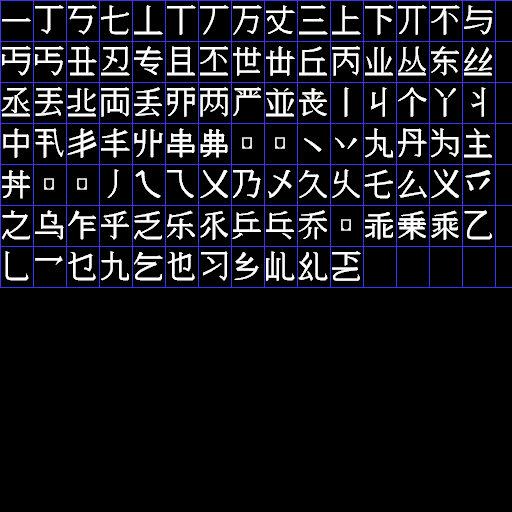 一丁丂七丄丅丆万丈三上下丌不与
丏丐丑丒专且丕世丗丘丙业丛东丝
丞丟丠両丢丣两严並丧丨丩个丫丬
中丮丯丰丱串丳丶丷丸丹为主
丼丿乀乁乂乃乄久乆乇么义乊
之乌乍乎乏乐乑乒乓乔乖乗乘乙
乚乛乜九乞也习乡乢乣乤